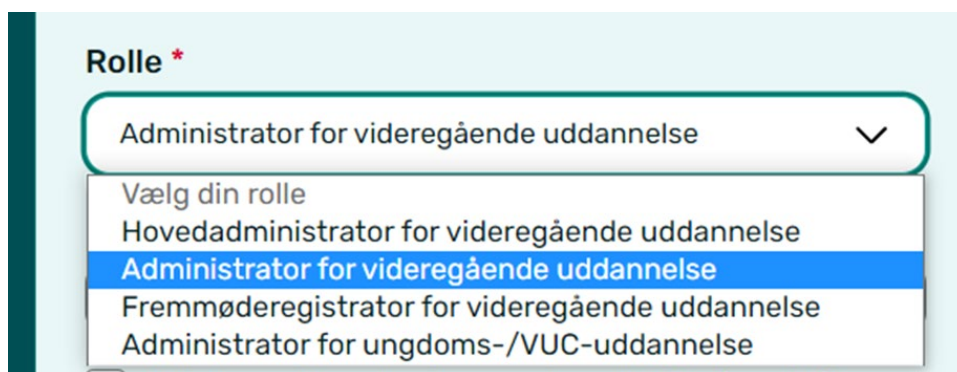 Rolle *
Administrator for videregående uddannelse
Vælg din rolle
Hovedadministrator for videregående uddannelse
Administrator for videregående uddannelse
Fremmøderegistrator for videregående uddannelse
Administrator for ungdoms-/VUC-uddannelse